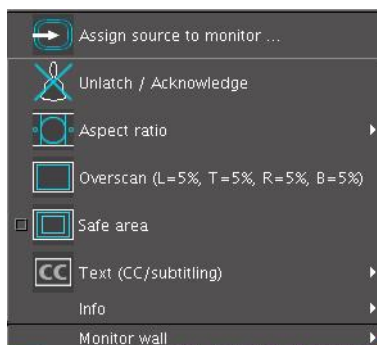 Assign source to monitor ...
Unlatch / Acknowledge
Aspect ratio
Overscan (L=5%, T=5%, R=5%, B=5%)
Safe area
CC Text (CC/subtitling)
Info
Monitor wall